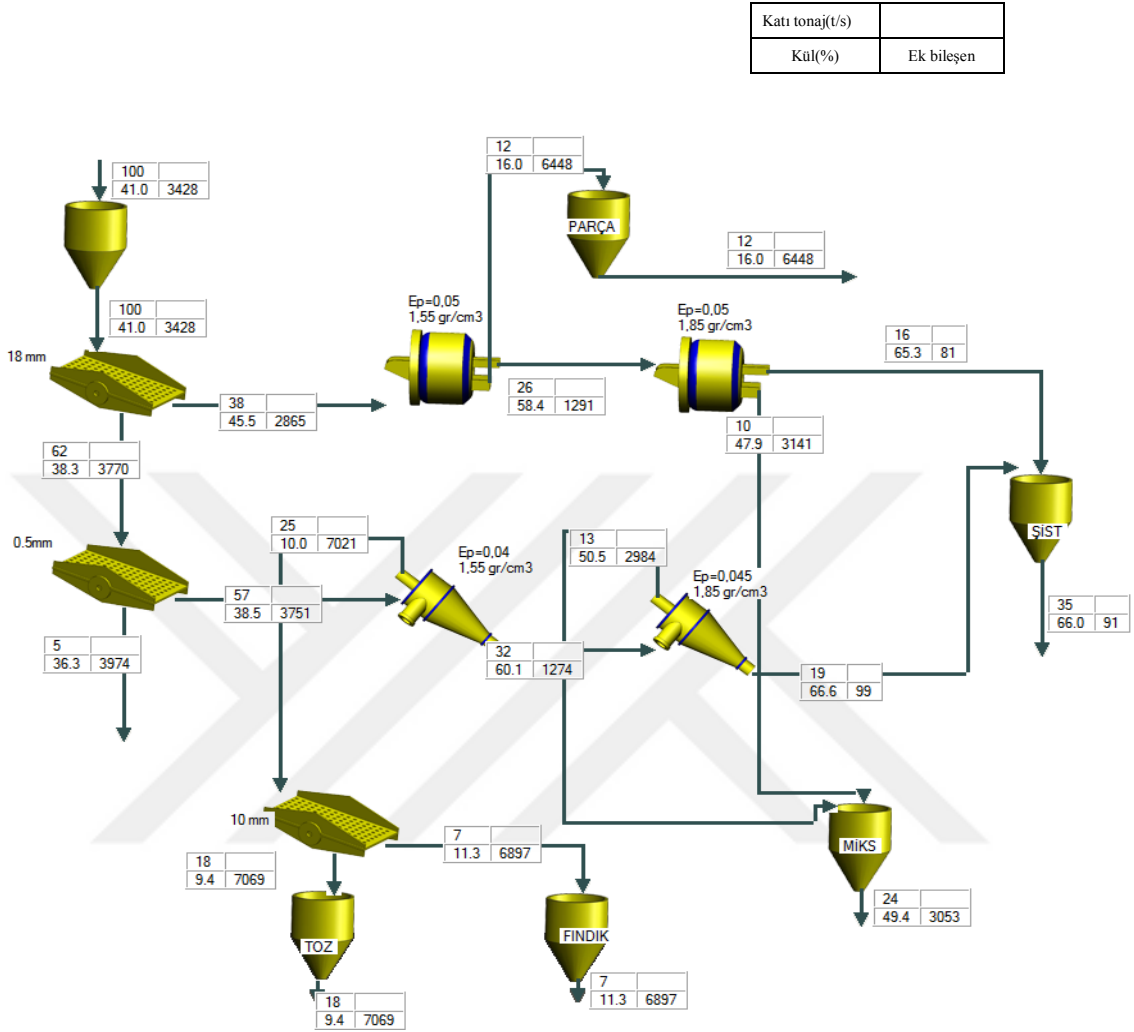 Katı tonaj(t/s)
Kül(%) Ek bileşen
12
16.0 6448
100
41.0 3428
PARÇA
12
16.0 6448
100
41.0 3428
Ep=0,05
1,55 gr/cm3
Ep=0,05
1,85 gr/cm3
16
65.3 81
18 mm
26
58.4 1291
38
45.5 2865
10
47.9 3141
62
38.3 3770
25
10.0 7021
13
50.5 2984
ŞİST
0.5mm
Ep=0,04
1,55 gr/cm3
Ep=0,045
1,85 gr/cm3
57
38.5 3751
35
66.0 91
5
36.3 3974
32
60.1 1274
19
66.6 99
10 mm
7
11.3 6897
MİKS
18
9.4 7069
24
49.4 3053
TOZ
FINDIK
7
11.3 6897
18
9.4 7069